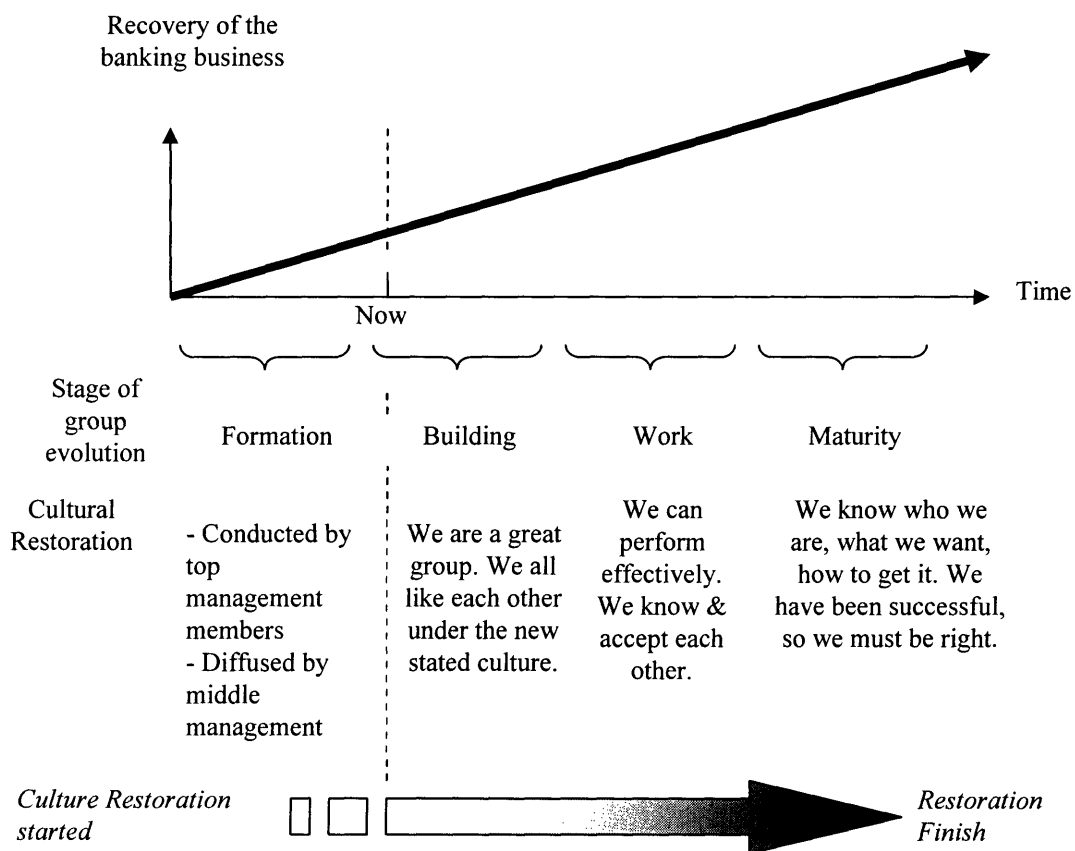 Recovery of the
banking business
Time
Now
Stage of
group
evolution
Formation
Building
Work
Maturity
Cultural
Restoration
- Conducted by
top
management
members
- Diffused by
middle
management
We are a great
group. We all
like each other
under the new
stated culture.
We can
perform
effectively.
We know &
accept each
other.
We know who we
are, what we want,
how to get it. We
have been successful,
so we must be right.
Culture Restoration
started
Restoration
Finish